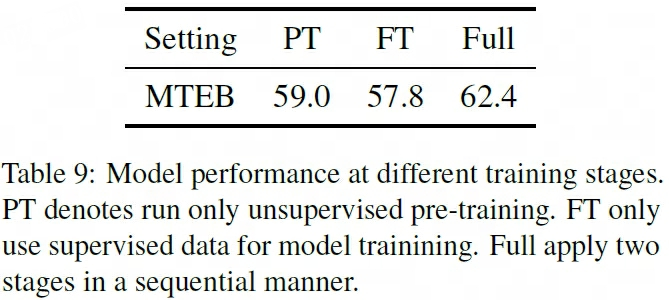 Setting PT FT Full
MTEB 59.0 57.8 62.4
Table 9: Model performance at different training stages.
PT denotes run only unsupervised pre-training. FT only
use supervised data for model trainining. Full apply two
stages in a sequential manner.